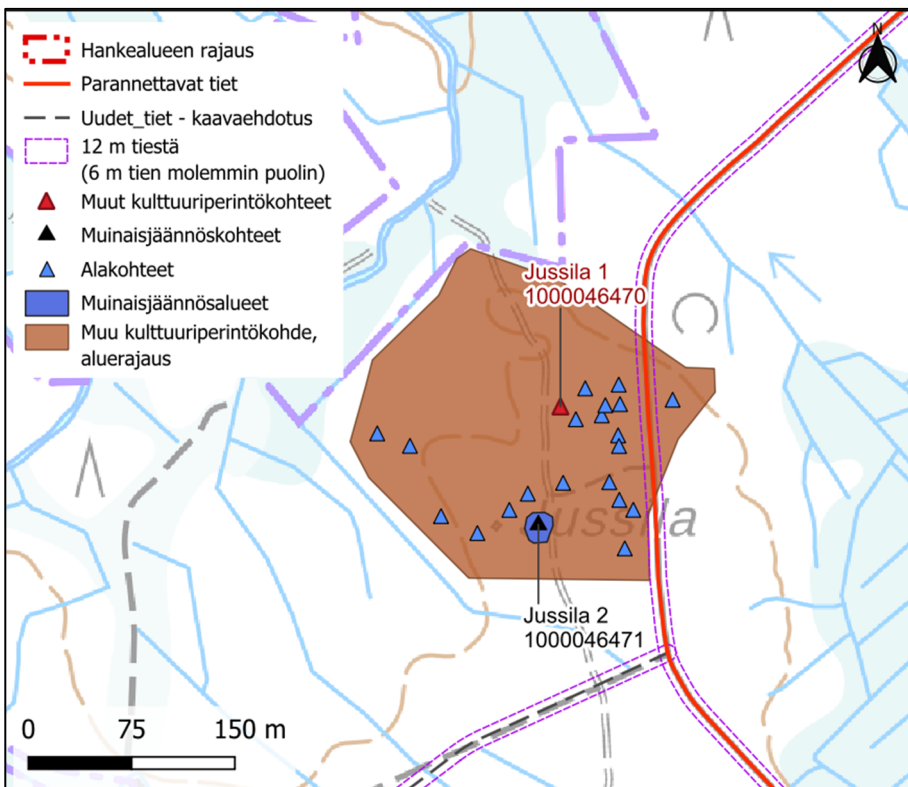 Hankealueen rajaus
Parannettavat tiet
Uudet_tiet - kaavaehdotus
12 m tiestä
(6 m tien molemmin puolin)
Muut kulttuuriperintökohteet
Muinaisjäännöskohteet
Alakohteet
Muinaisjäännösalueet
Muu kulttuuriperintökohde,
aluerajaus
N
Jussila 1
1000046470
Jussila
Jussila 2
1000046471
0 75 150 m